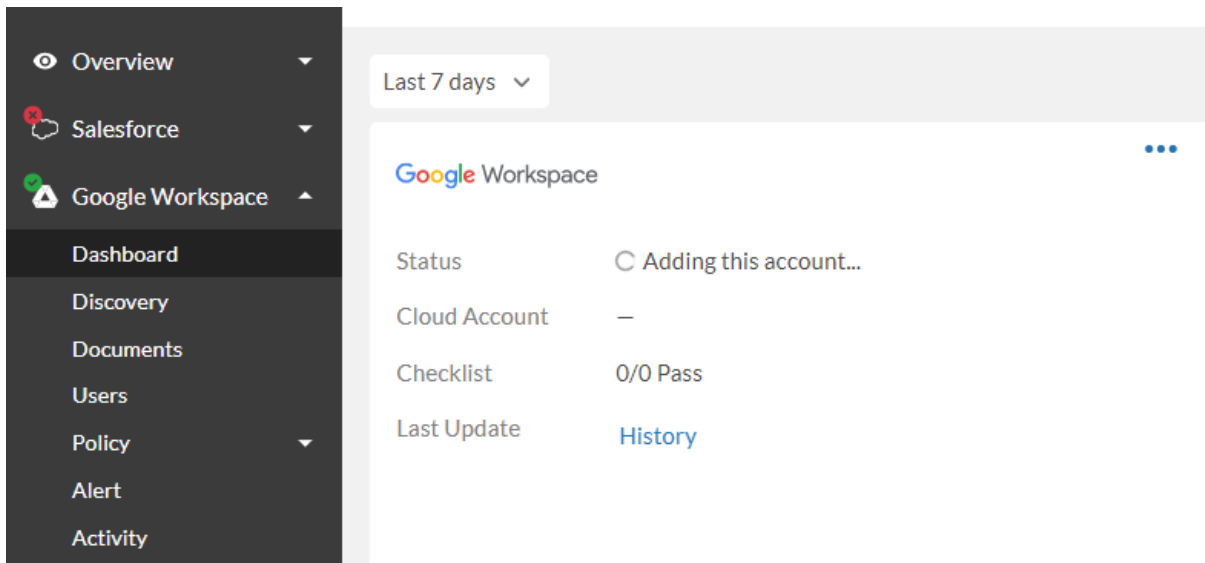 Overview
Salesforce
Google Workspace
Dashboard
Discovery
Documents
Users
Policy
Alert
Activity
Last 7 days
Google Workspace
Status Adding this account...
Cloud Account –
Checklist 0/0 Pass
Last Update History